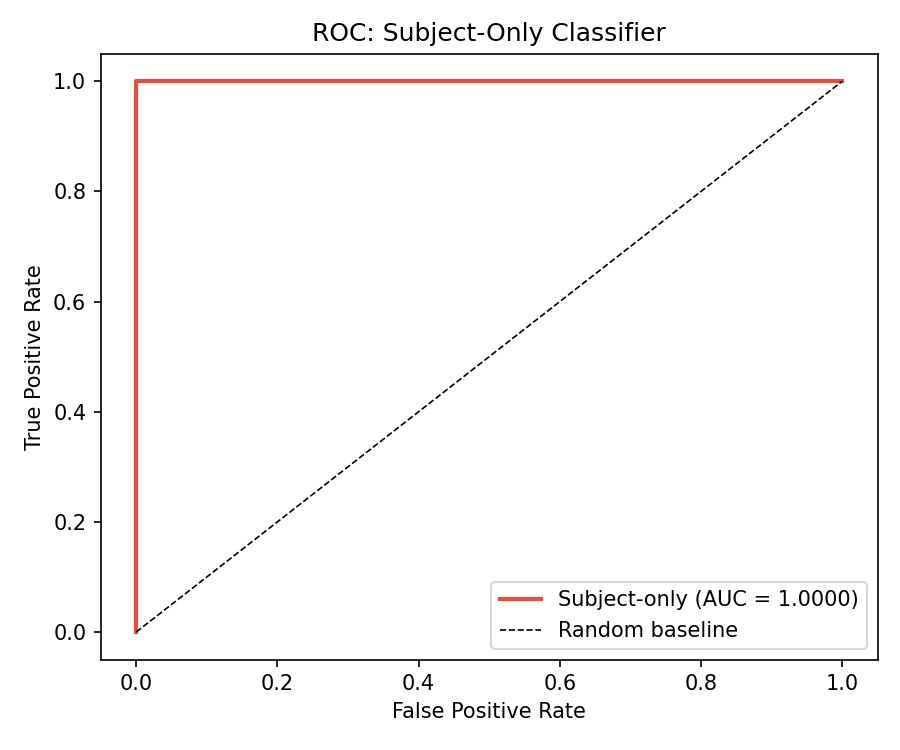 ROC: Subject-Only Classifier
1.0
0.8
0.6
0.4
0.2
0.0
True Positive Rate
Subject-only (AUC = 1.0000)
Random baseline
0.0 0.2 0.4 0.6 0.8 1.0
False Positive Rate